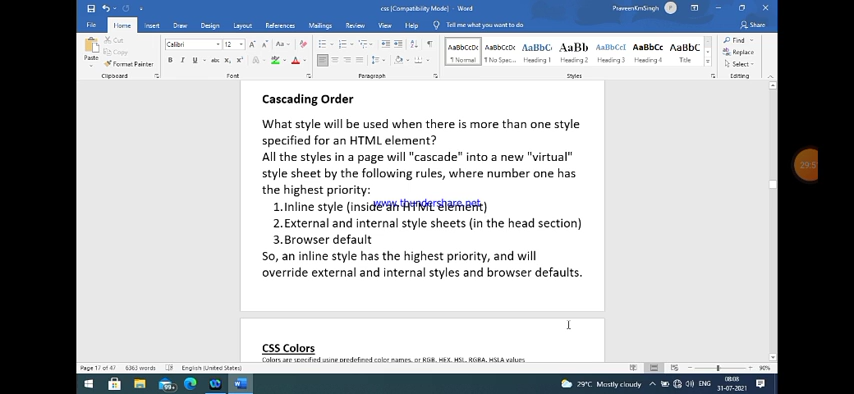 css [Compatibility Mode] - Word
PraveenKmSingh
File Home Insert Draw Design Layout References Mailings Review View Help Tell me what you want to do Share
Cut
Copy
Paste
Format Painter
Calibri 12
AaBbCcDc AaBbCcDc AaBbC AaBb AaBbCcI AaBbCc AaBbC
¶ Normal ¶ No Spac... Heading 1 Heading 2 Heading 3 Heading 4 Title
Find
Replace
Select
Clipboard Font Paragraph Styles Editing
Cascading Order
What style will be used when there is more than one style
specified for an HTML element?
All the styles in a page will "cascade" into a new "virtual"
style sheet by the following rules, where number one has
the highest priority:
www.thundershare.net
1. Inline style (inside an HTML element)
2. External and internal style sheets (in the head section)
3. Browser default
So, an inline style has the highest priority, and will
override external and internal styles and browser defaults.
CSS Colors
Colors are specified using predefined color names, or RGB, HEX, HSL, RGBA, HSLA values
Page 17 of 47 6363 words English (United States) 90%
29°C Mostly cloudy ENG 08:08
31-07-2021